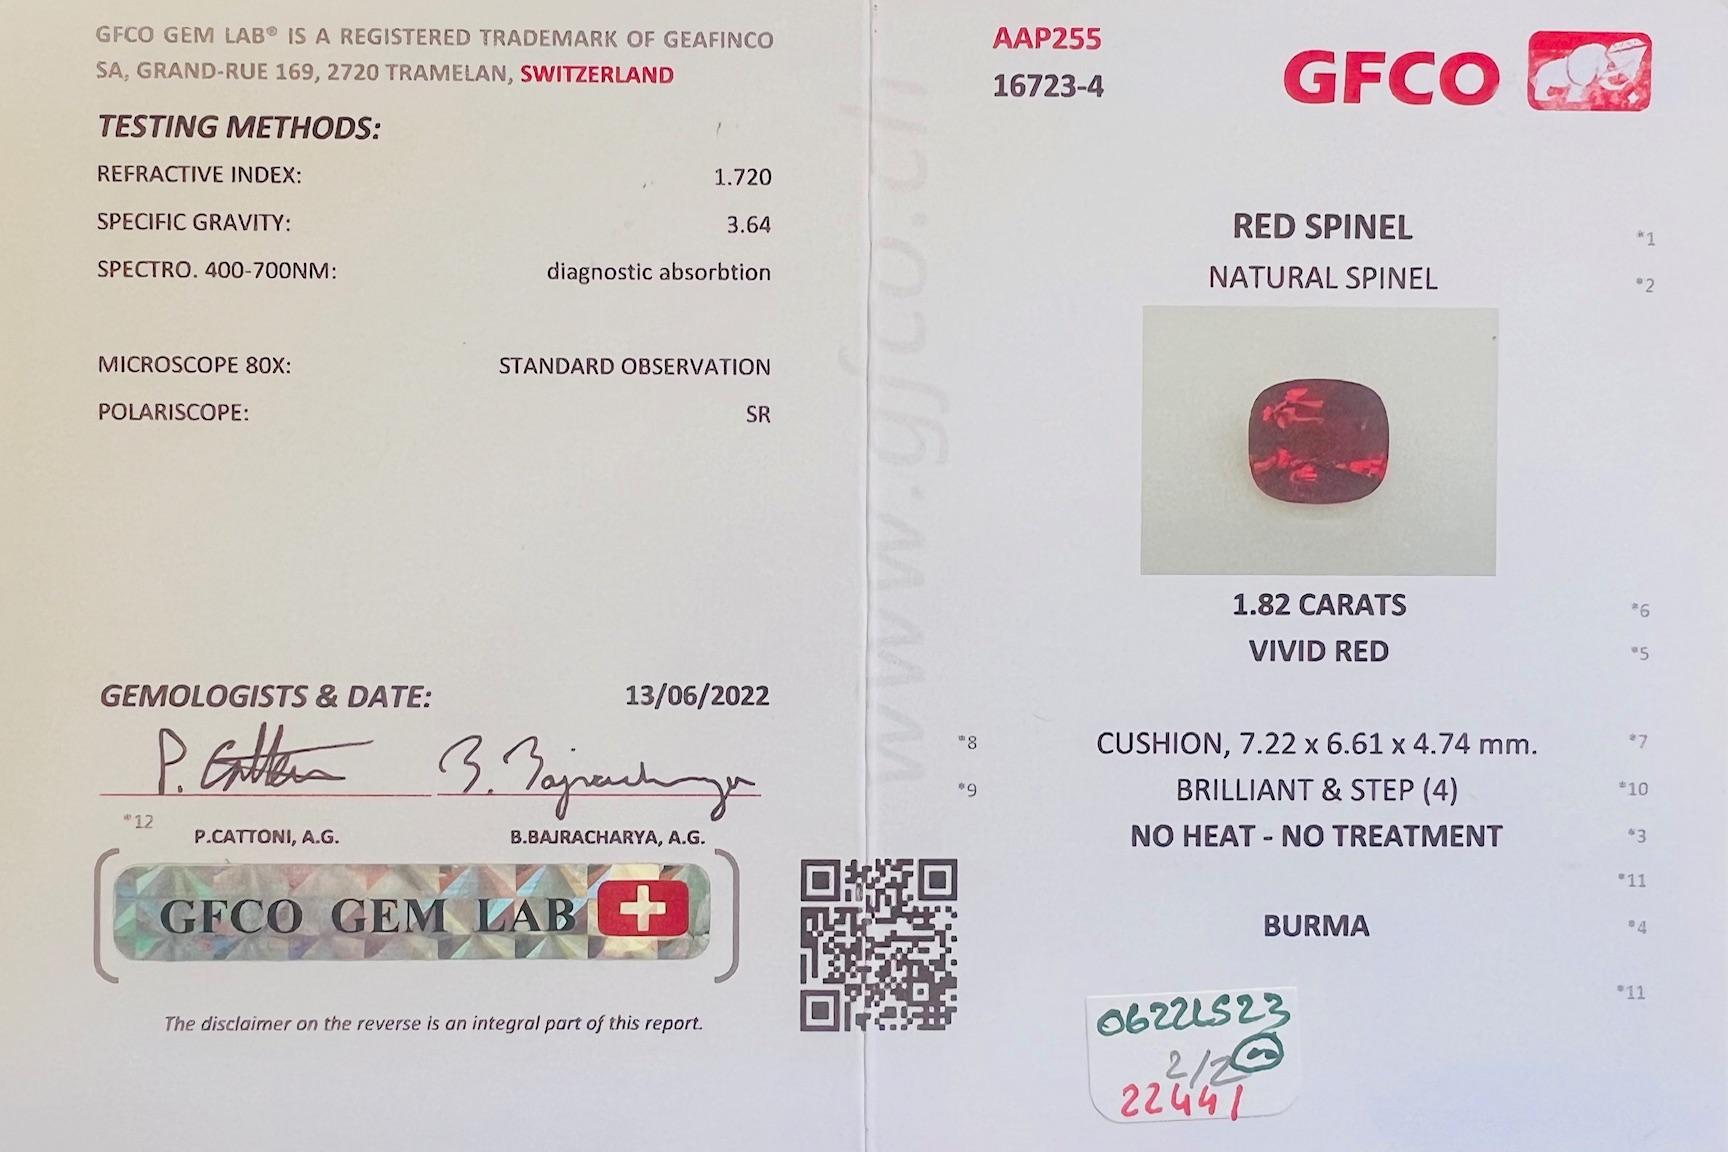 GFCO GEM LAB® IS A REGISTERED TRADEMARK OF GEAFINCO
SA, GRAND-RUE 169, 2720 TRAMELAN, SWITZERLAND
TESTING METHODS:
REFRACTIVE INDEX: 1.720
SPECIFIC GRAVITY: 3.64
SPECTRO. 400-700NM: diagnostic absorbtion
MICROSCOPE 80X: STANDARD OBSERVATION
POLARISCOPE: SR
GEMOLOGISTS & DATE: 13/06/2022
P. Cattoni B. Bajracharya
*12
P.CATTONI, A.G. B.BAJRACHARYA, A.G.
GFCO GEM LAB
The disclaimer on the reverse is an integral part of this report.
www.gfco.ch
AAP255
16723-4
GFCO
RED SPINEL *1
NATURAL SPINEL *2
1.82 CARATS *6
VIVID RED *5
*8 CUSHION, 7.22 x 6.61 x 4.74 mm. *7
*9 BRILLIANT & STEP (4) *10
NO HEAT - NO TREATMENT *3
*11
BURMA *4
*11
0622LS23
2/2
22441